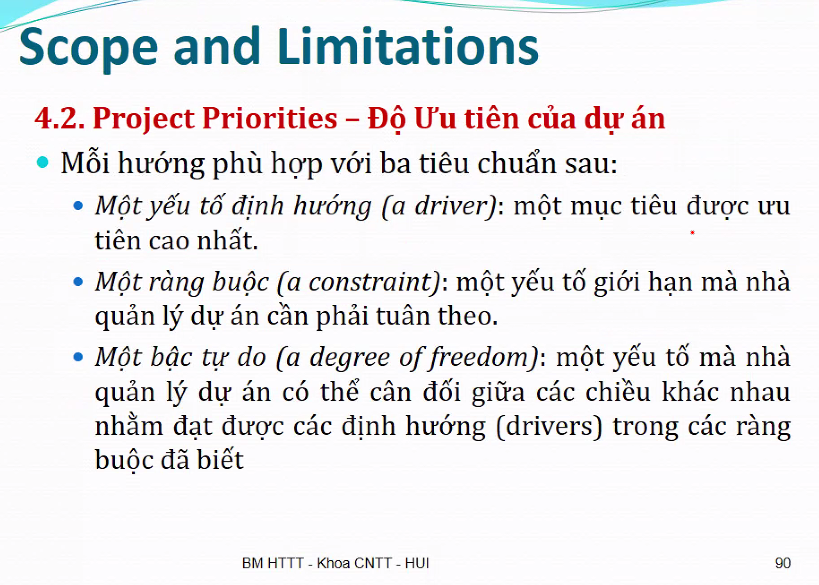 Scope and Limitations
4.2. Project Priorities – Độ Ưu tiên của dự án
Mỗi hướng phù hợp với ba tiêu chuẩn sau:
Một yếu tố định hướng (a driver): một mục tiêu được ưu
tiên cao nhất.
Một ràng buộc (a constraint): một yếu tố giới hạn mà nhà
quản lý dự án cần phải tuân theo.
Một bậc tự do (a degree of freedom): một yếu tố mà nhà
quản lý dự án có thể cân đối giữa các chiều khác nhau
nhằm đạt được các định hướng (drivers) trong các ràng
buộc đã biết
BM HTTT - Khoa CNTT - HUI
90